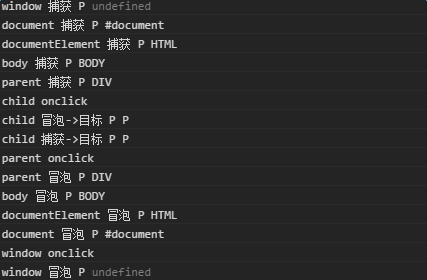 window 捕获 P undefined
document 捕获 P #document
documentElement 捕获 P HTML
body 捕获 P BODY
parent 捕获 P DIV
child onclick
child 冒泡->目标 P P
child 捕获->目标 P P
parent onclick
parent 冒泡 P DIV
body 冒泡 P BODY
documentElement 冒泡 P HTML
document 冒泡 P #document
window onclick
window 冒泡 P undefined